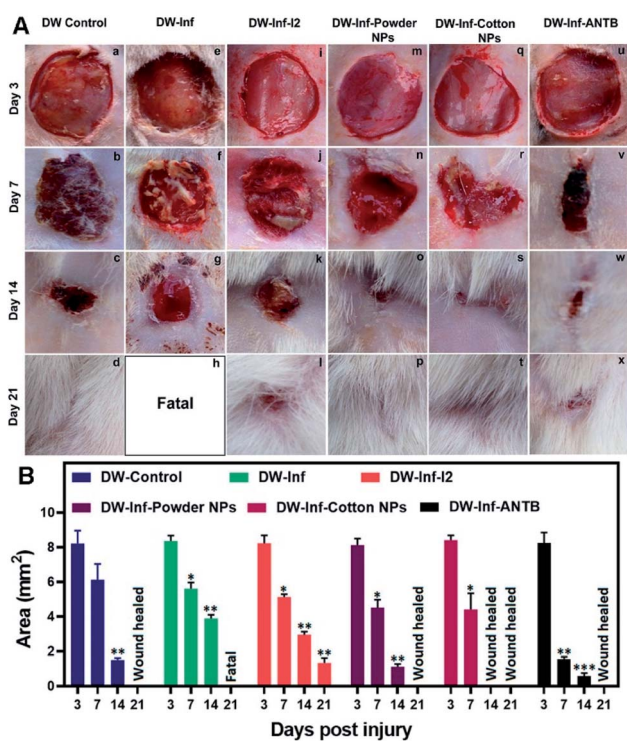 A
DW Control
DW-Inf
DW-Inf-I2
DW-Inf-Powder
NPs
DW-Inf-Cotton
NPs
DW-Inf-ANTB
Day 3
a
e
i
m
q
u
Day 7
b
f
j
n
r
v
Day 14
c
g
k
o
s
w
Day 21
d
h
Fatal
l
p
t
x
B
DW-Control
DW-Inf
DW-Inf-I2
DW-Inf-Powder NPs
DW-Inf-Cotton NPs
DW-Inf-ANTB
Area (mm²)
8
6
4
2
0
**
Wound healed
*
**
Fatal
*
**
**
*
**
Wound healed
*
Wound healed
Wound healed
**
***
Wound healed
3 7 14 21 3 7 14 21 3 7 14 21 3 7 14 21 3 7 14 21 3 7 14 21
Days post injury